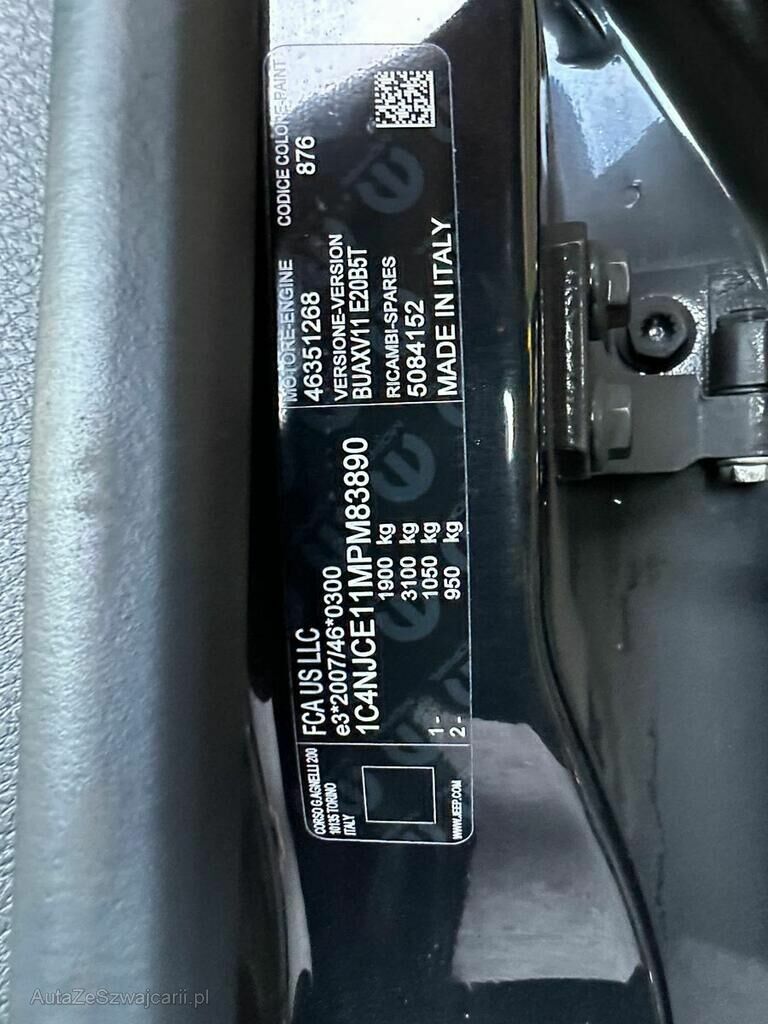 CORSO G.AGNELLI 200
10135 TORINO
ITALY
WWW.JEEP.COM
FCA US LLC
e3*2007/46*0300
1C4NJCE11MPM83890
1900 kg
3100 kg
1 - 1050 kg
2 - 950 kg
MOTORE-ENGINE
46351268
CODICE COLORE-PAINT
876
VERSIONE-VERSION
BUAXV11 E20B5T
RICAMBI-SPARES
5084152
MADE IN ITALY
AutaZeSzwajcarii.pl